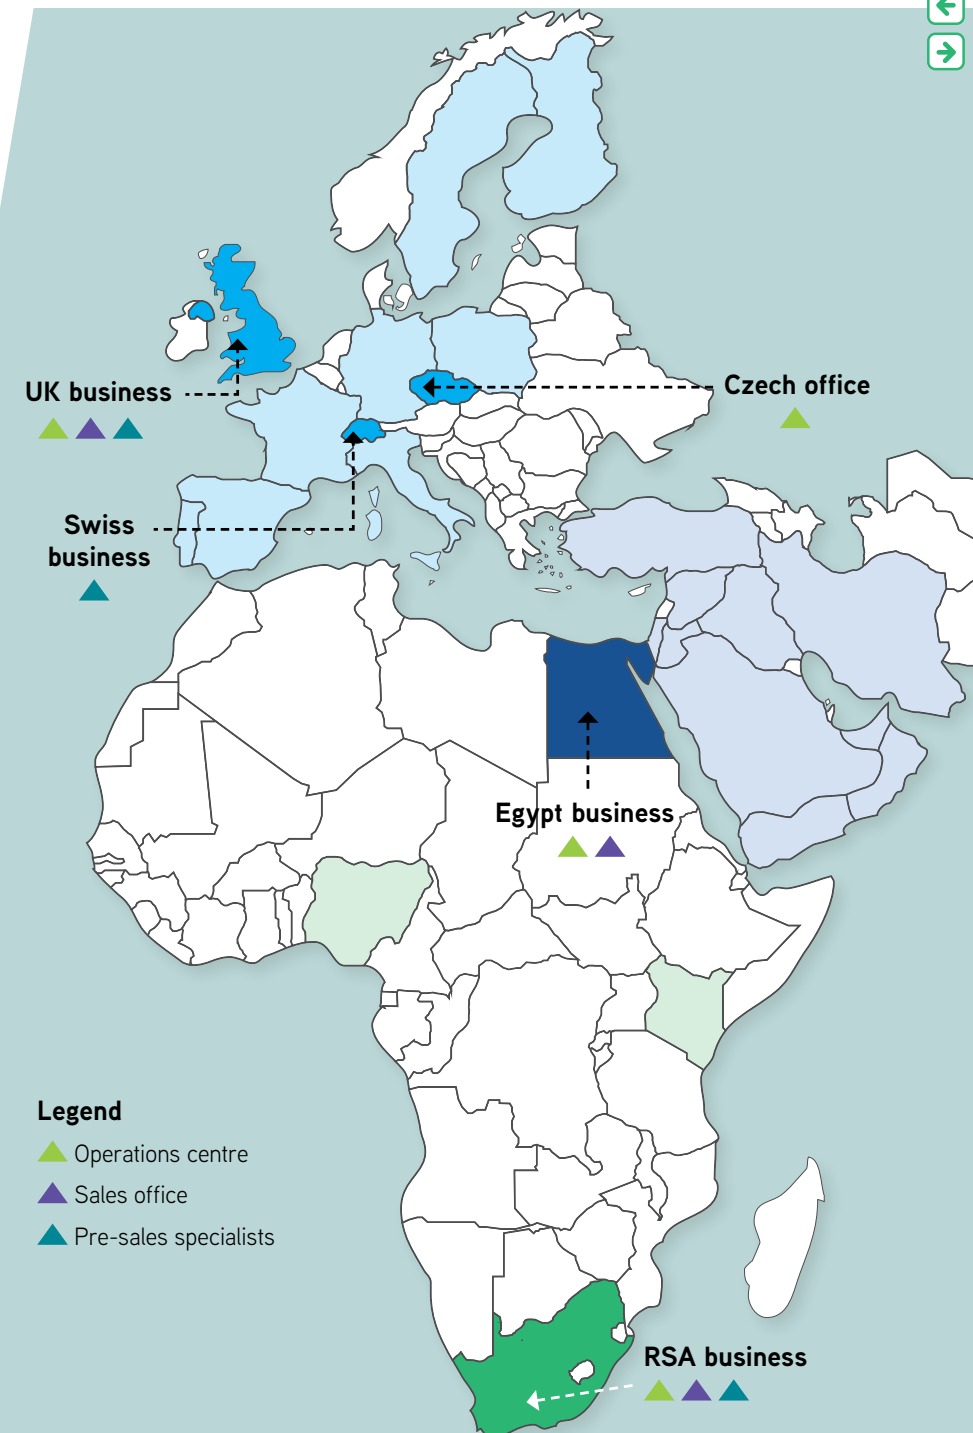 UK business
Czech office
Swiss
business
Egypt business
Legend
Operations centre
Sales office
Pre-sales specialists
RSA business